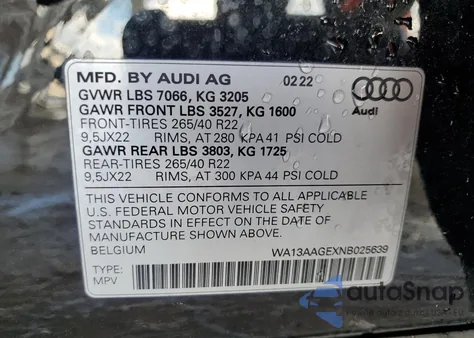 MFD. BY AUDI AG 02 22
GVWR LBS 7066, KG 3205
GAWR FRONT LBS 3527, KG 1600
FRONT-TIRES 265/40 R22
9,5JX22 RIMS, AT 280 KPA 41 PSI COLD
GAWR REAR LBS 3803, KG 1725
REAR-TIRES 265/40 R22
9,5JX22 RIMS, AT 300 KPA 44 PSI COLD
Audi
THIS VEHICLE CONFORMS TO ALL APPLICABLE
U.S. FEDERAL MOTOR VEHICLE SAFETY
STANDARDS IN EFFECT ON THE DATE OF
MANUFACTURE SHOWN ABOVE.
BELGIUM WA13AAGEXNB025639
TYPE:
MPV
autoSnap